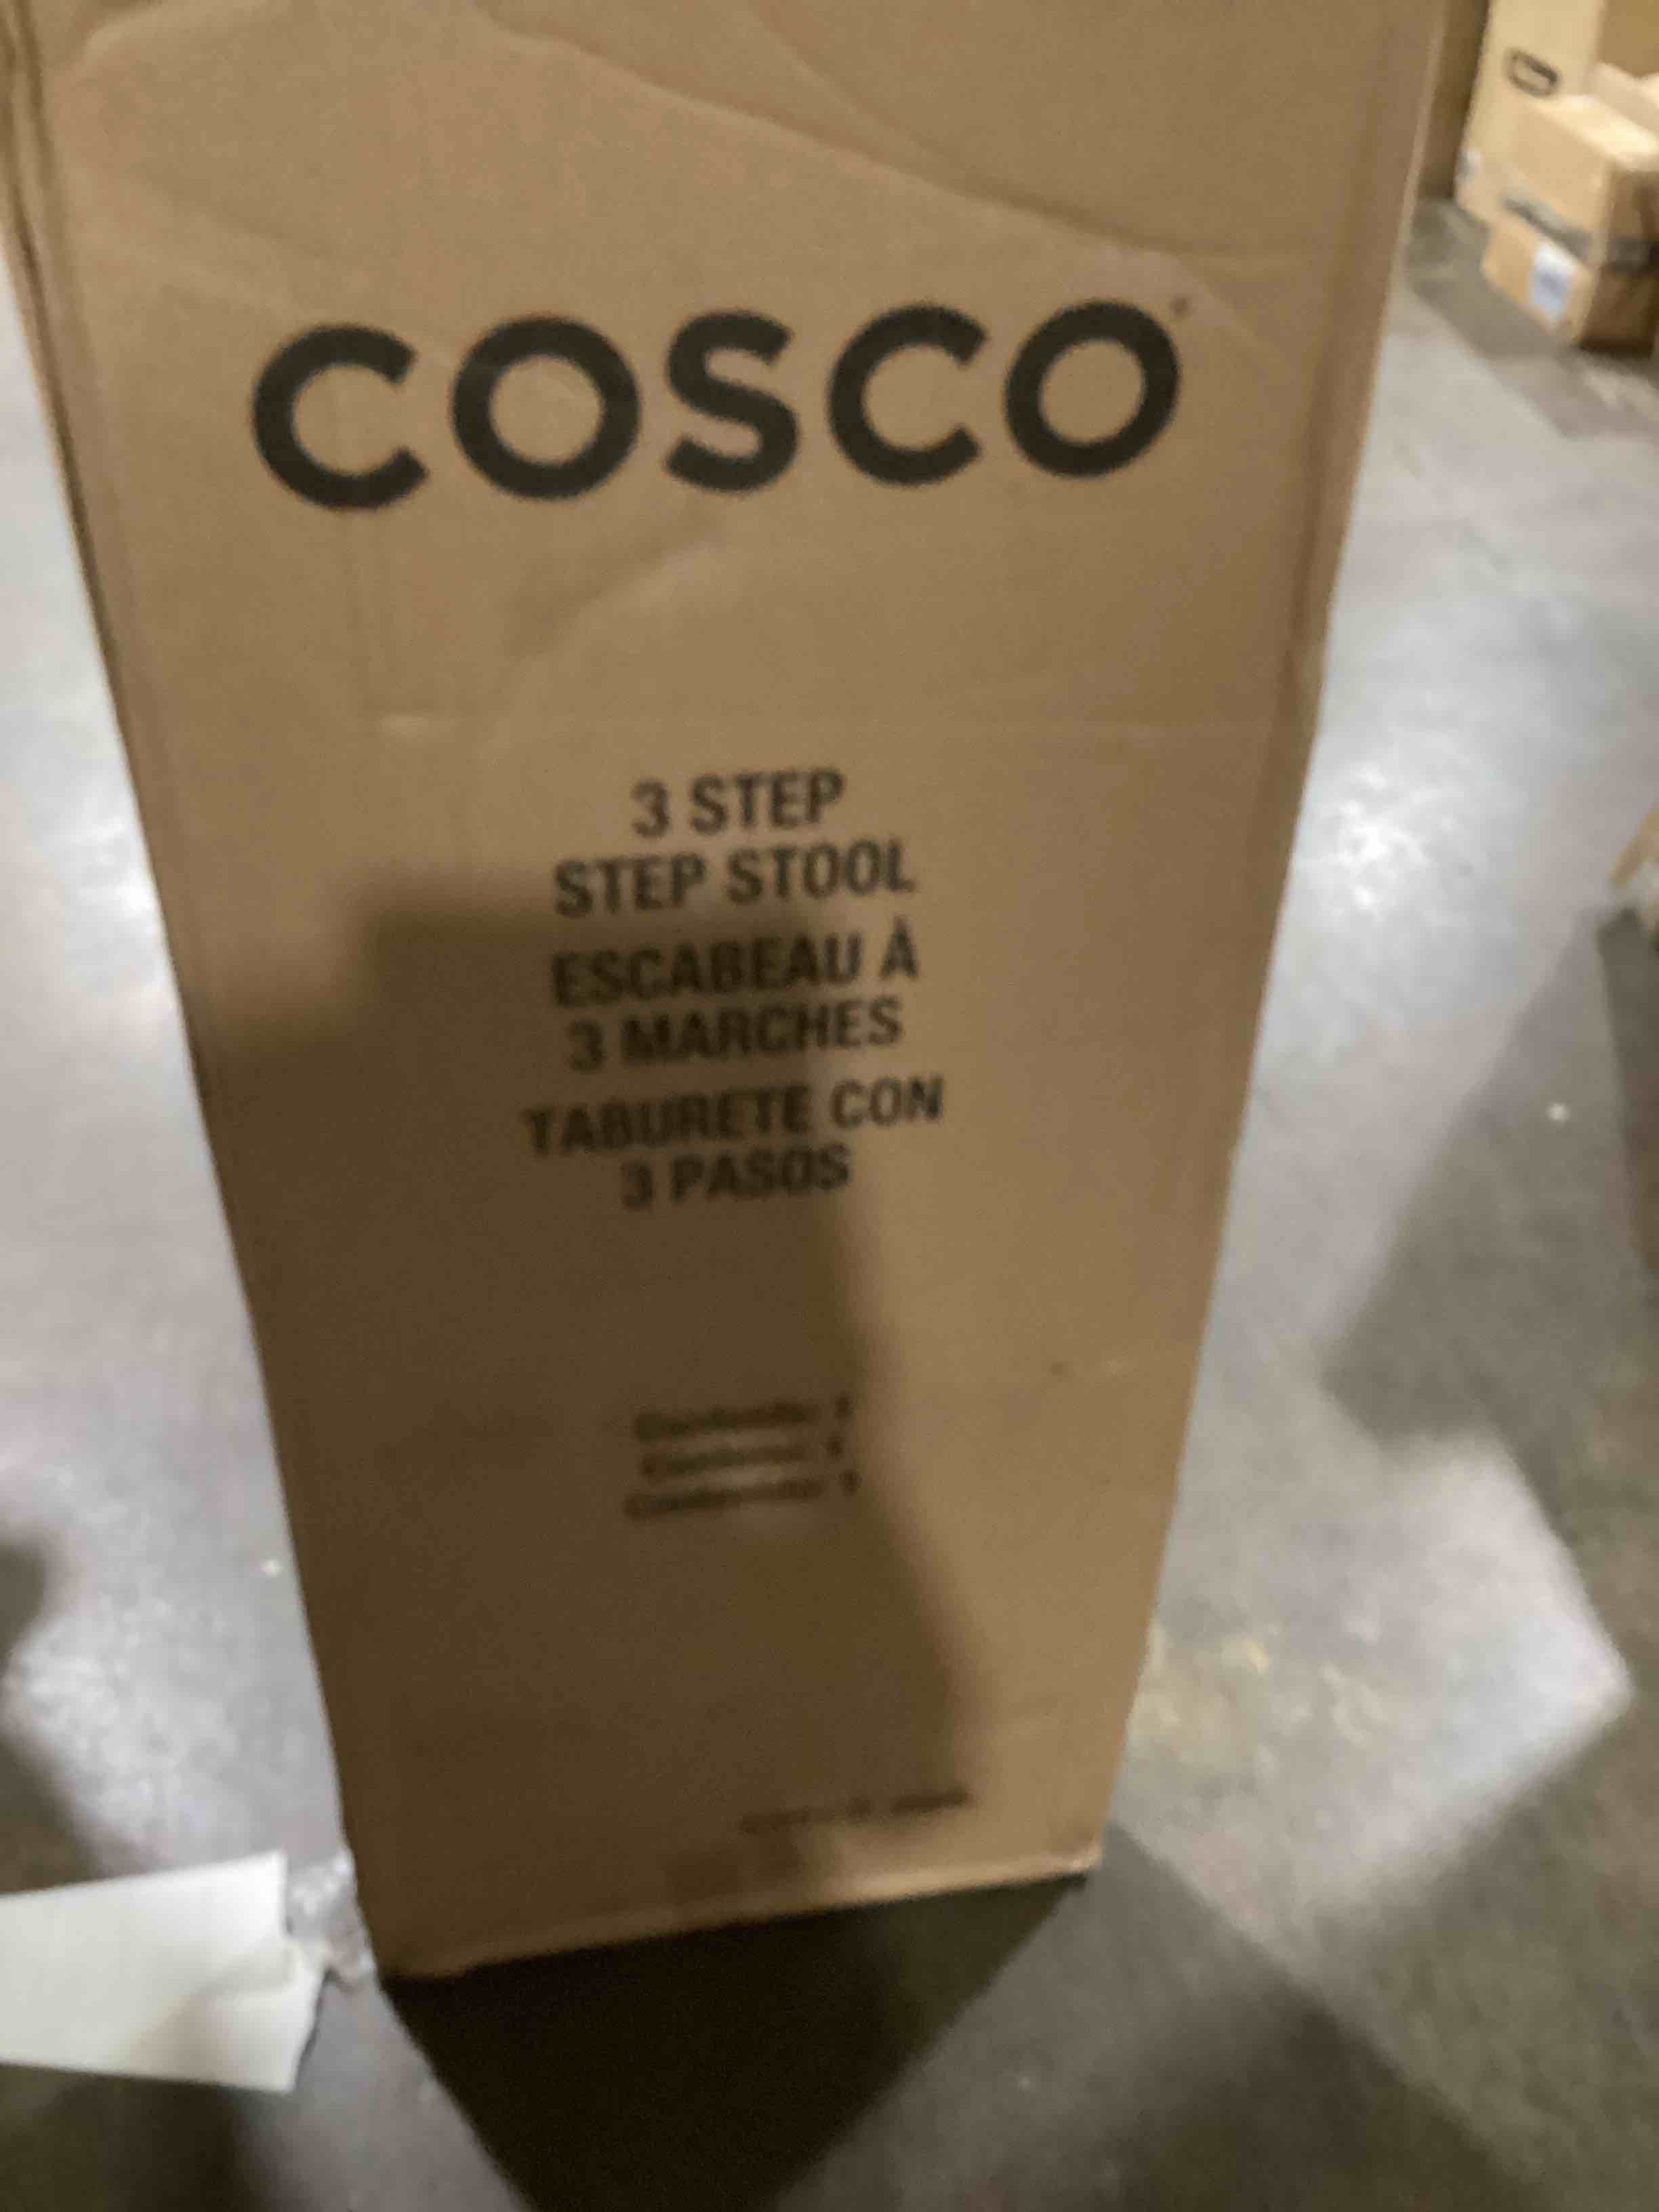 COSCO
3 STEP
STEP STOOL
ESCABEAU À
3 MARCHES
TABURETE CON
3 PASOS